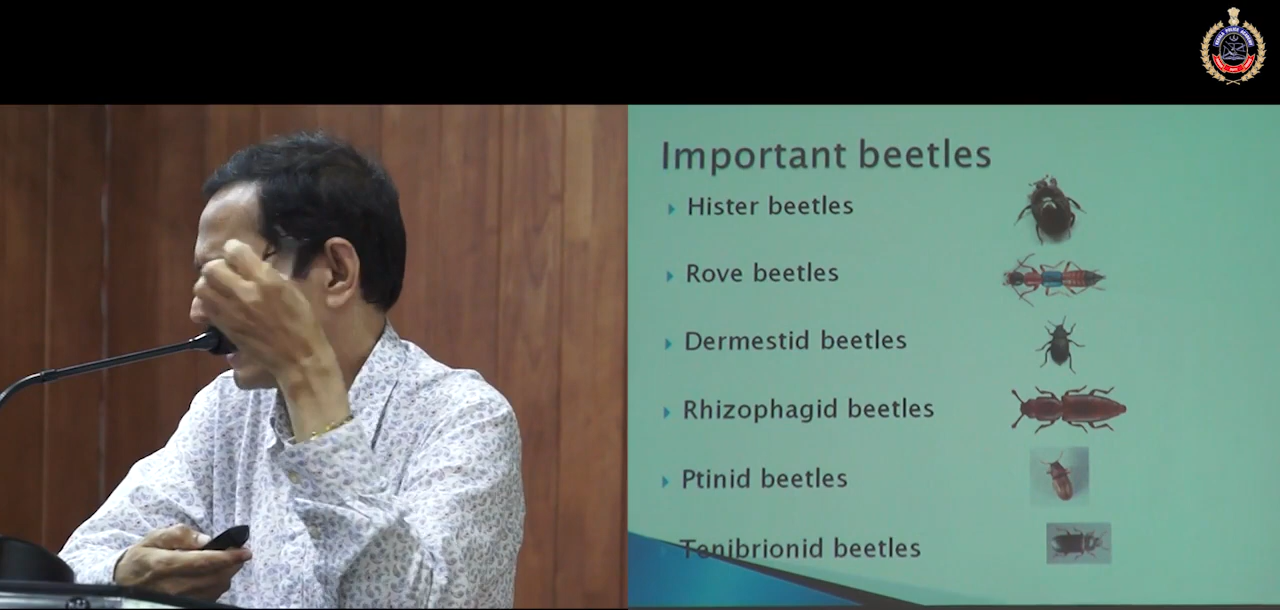 Important beetles
Hister beetles
Rove beetles
Dermestid beetles
Rhizophagid beetles
Ptinid beetles
Tenibrionid beetles